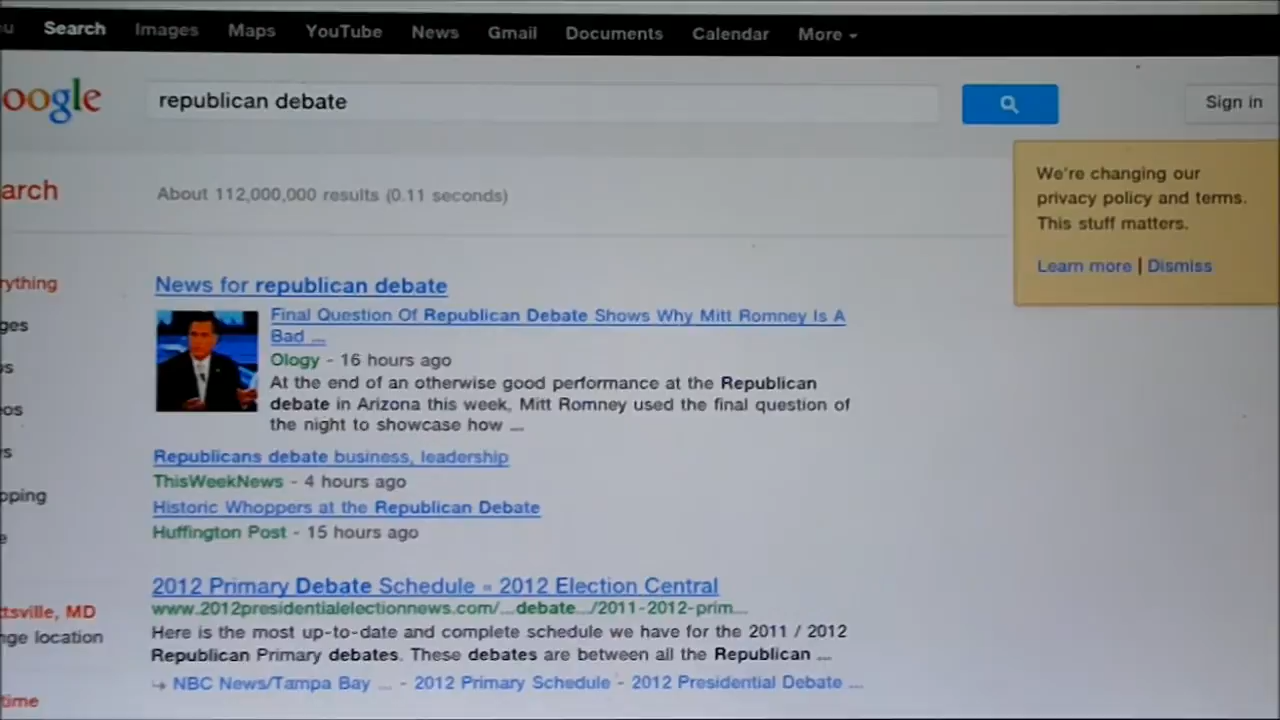 Search Images Maps YouTube News Gmail Documents Calendar More
oogle republican debate Sign in
arch About 112,000,000 results (0.11 seconds)
We're changing our
privacy policy and terms.
This stuff matters.
Learn more | Dismiss
rything
ges
os
pping
e
ttsville, MD
nge location
time
News for republican debate
Final Question Of Republican Debate Shows Why Mitt Romney Is A
Bad ...
Ology - 16 hours ago
At the end of an otherwise good performance at the Republican
debate in Arizona this week, Mitt Romney used the final question of
the night to showcase how ...
Republicans debate business, leadership
ThisWeekNews - 4 hours ago
Historic Whoppers at the Republican Debate
Huffington Post - 15 hours ago
2012 Primary Debate Schedule « 2012 Election Central
www.2012presidentialelectionnews.com/...debate.../2011-2012-prim...
Here is the most up-to-date and complete schedule we have for the 2011 / 2012
Republican Primary debates. These debates are between all the Republican ...
↪ NBC News/Tampa Bay ... - 2012 Primary Schedule - 2012 Presidential Debate ...